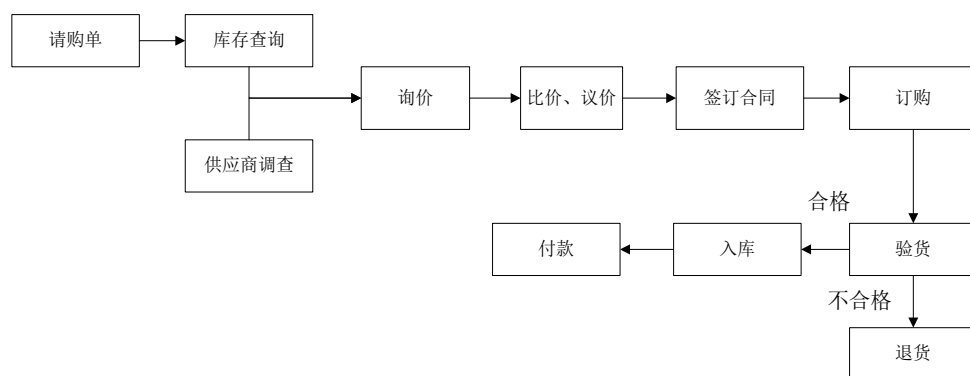 请购单
库存查询
询价
比价、议价
签订合同
订购
供应商调查
合格
付款
入库
验货
不合格
退货